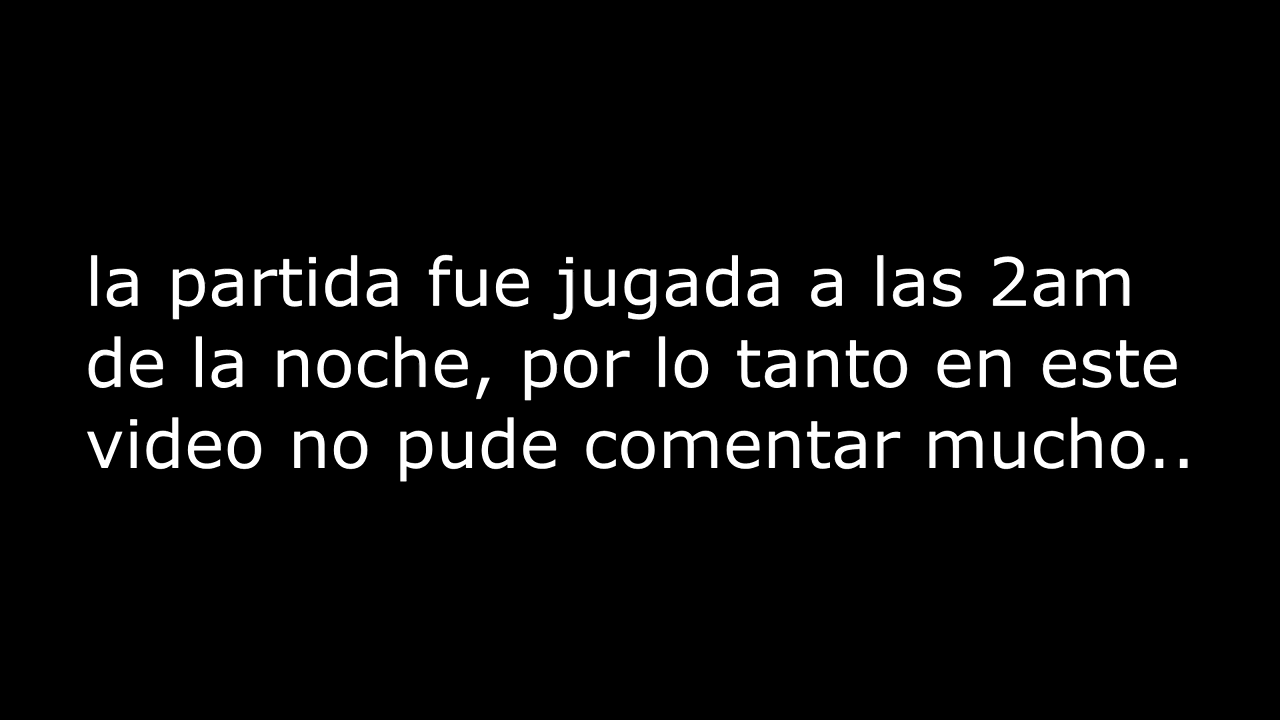 la partida fue jugada a las 2am
de la noche, por lo tanto en este
video no pude comentar mucho..